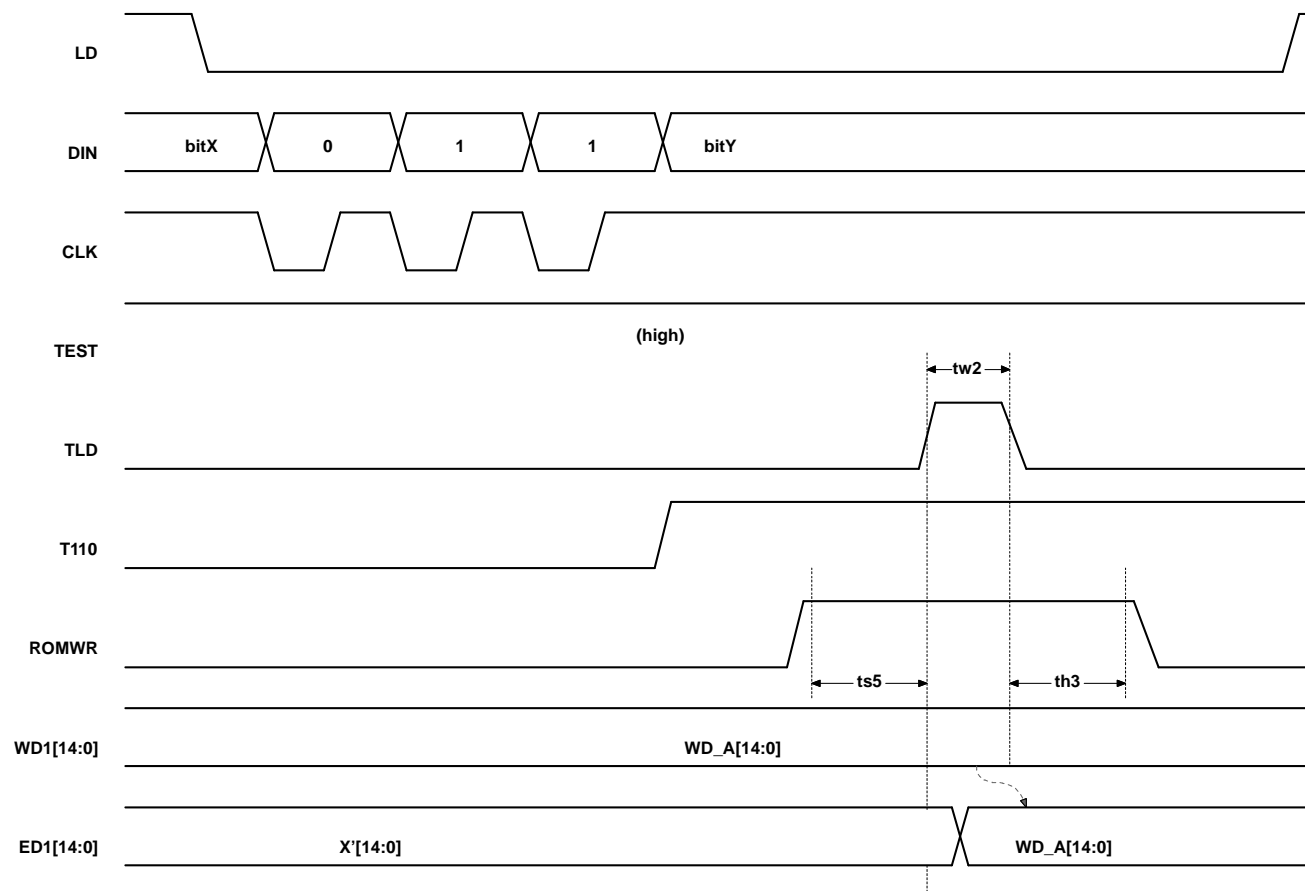 LD
DIN bitX 0 1 1 bitY
CLK
TEST (high)
tw2
TLD
T110
ROMWR
ts5 th3
WD1[14:0] WD_A[14:0]
ED1[14:0] X’[14:0] WD_A[14:0]